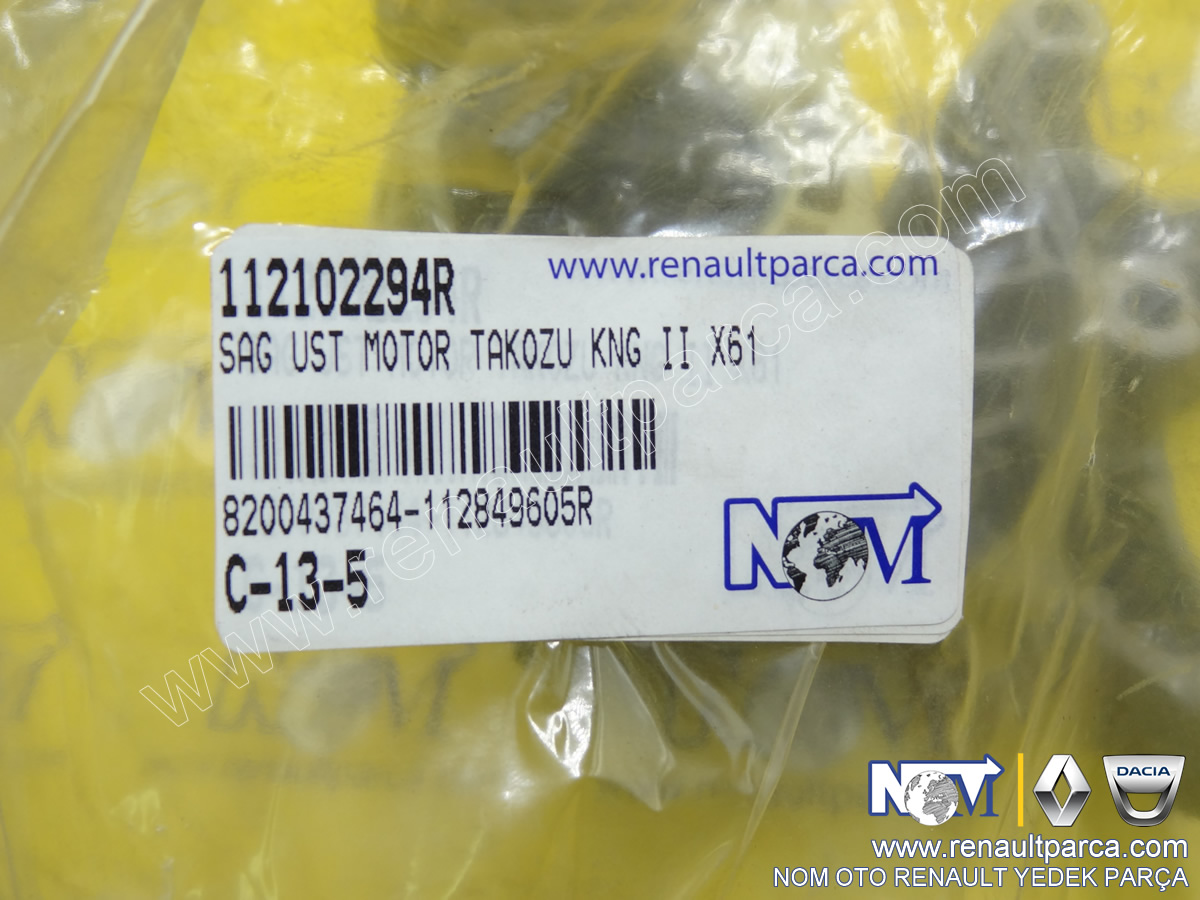 www.renaultparca.com
112102294R
SAG UST MOTOR TAKOZU KNG II X61
8200437464-112849605R
C-13-5
NOM
www.renaultparca.com
NOM
DACIA
www.renaultparca.com
NOM OTO RENAULT YEDEK PARÇA